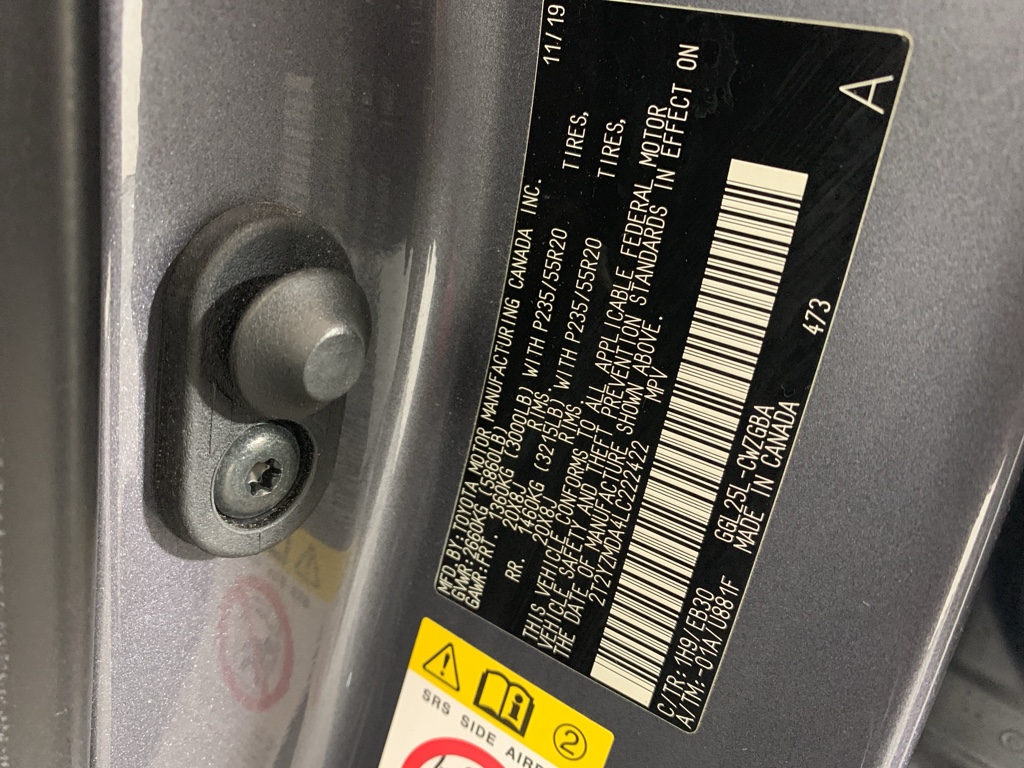 MFD.BY:TOYOTA MOTOR MANUFACTURING CANADA INC. 11/19
GVWR:2660KG (5860LB)
GAWR:FRT. 1360KG (3000LB) WITH P235/55R20 TIRES,
20X8J RIMS,
RR. 1460KG (3215LB) WITH P235/55R20 TIRES,
20X8J RIMS.
THIS VEHICLE CONFORMS TO ALL APPLICABLE FEDERAL MOTOR
VEHICLE SAFETY AND THEFT PREVENTION STANDARDS IN EFFECT ON
THE DATE OF MANUFACTURE SHOWN ABOVE.
2T2YZMDA14LC222422 MPV
C/TR: 1H9/EB30 GGL25L-CWZGBA 473
A/TM:-01A/U881F MADE IN CANADA
A
2
SRS SIDE AIRB